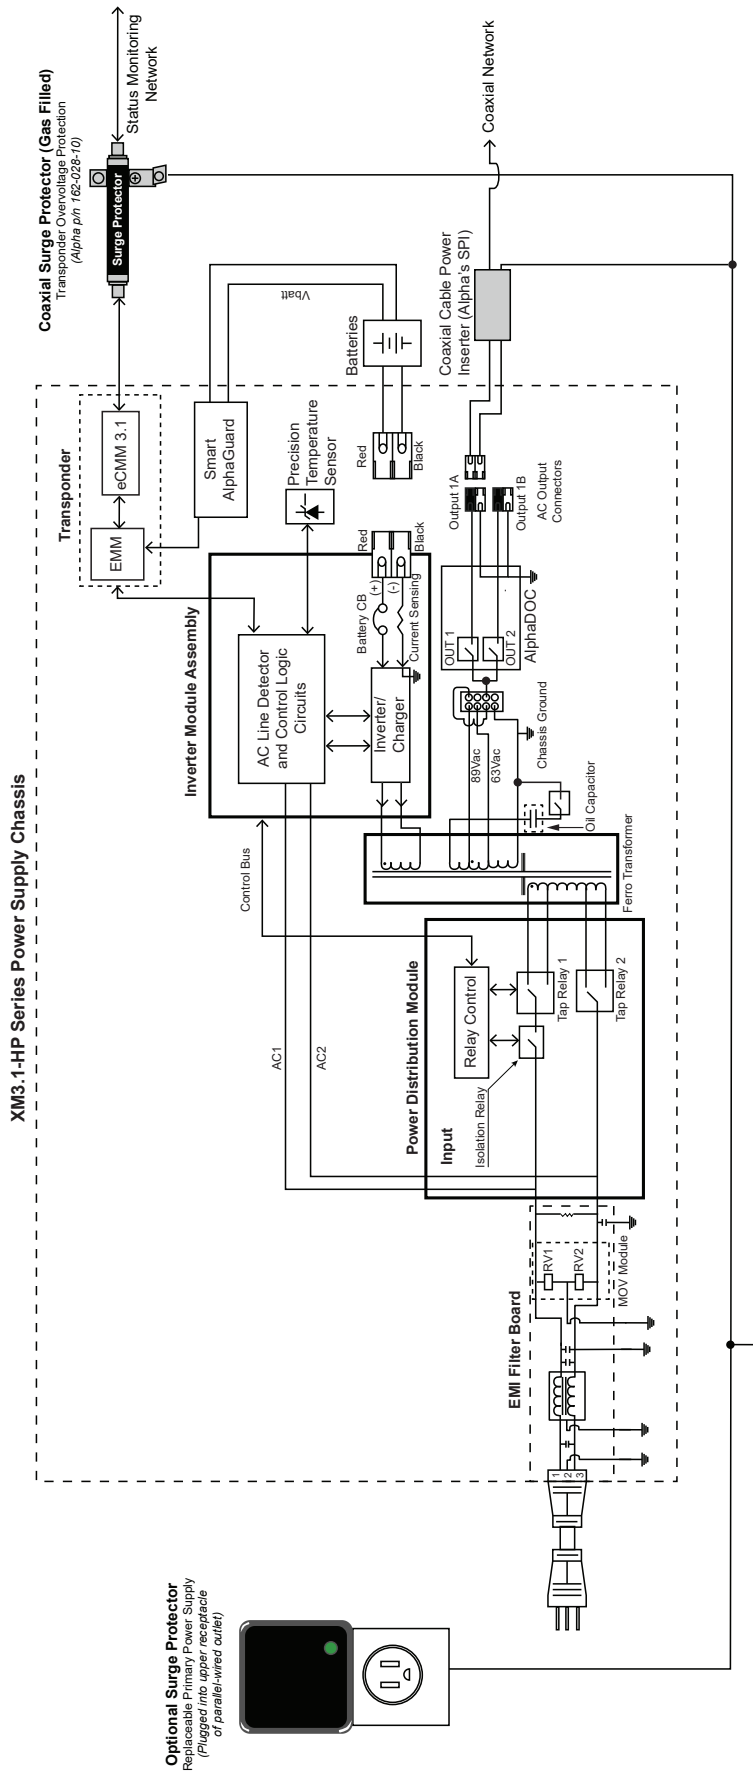 XM3.1-HP Series Power Supply Chassis
Coaxial Surge Protector (Gas Filled)
Transponder Overvoltage Protection
(Alpha p/n 162-028-10)
Surge Protector
Status Monitoring
Network
Transponder
EMM
eCMM 3.1
Smart
AlphaGuard
Vbatt
Batteries
Precision
Temperature
Sensor
Red
Black
Inverter Module Assembly
AC Line Detector
and Control Logic
Circuits
Inverter/
Charger
Battery CB
(+)
(-)
Current Sensing
Red
Black
Control Bus
AC1
AC2
Coaxial Network
Coaxial Cable Power
Inserter (Alpha's SPI)
Output 1A
Output 1B
AC Output
Connectors
OUT 1
OUT 2
AlphaDOC
89Vac
63Vac
Chassis Ground
Oil Capacitor
Ferro Transformer
Power Distribution Module
Input
Relay Control
Isolation Relay
Tap Relay 1
Tap Relay 2
EMI Filter Board
RV1
RV2
MOV Module
1
2
3
Optional Surge Protector
Replaceable Primary Power Supply
(Plugged into upper receptacle
of parallel-wired outlet)